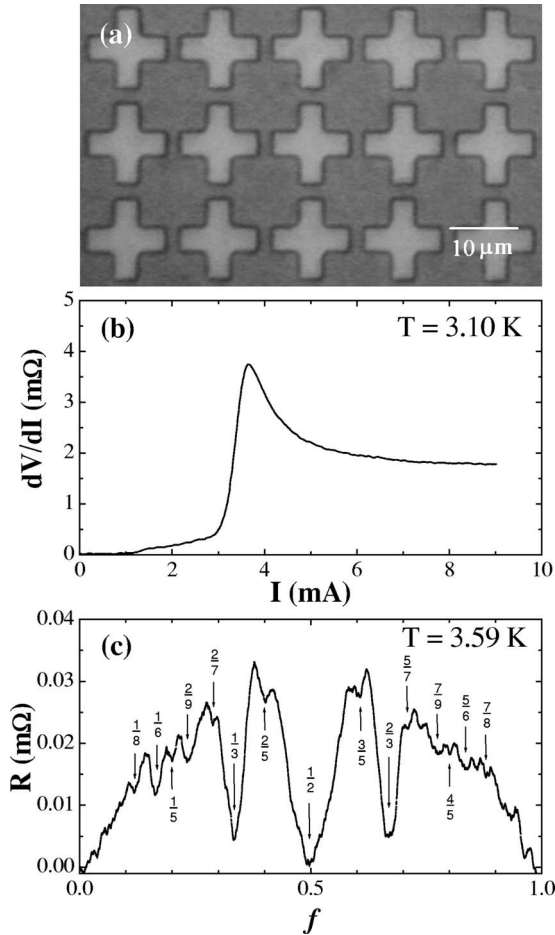 (a)
10 μm
(b)
T = 3.10 K
dV/dI (mΩ)
5
4
3
2
1
0
0 2 4 6 8 10
I (mA)
(c)
T = 3.59 K
R (mΩ)
0.04
0.03
0.02
0.01
0.00
1/8
1/6
1/5
2/9
2/7
1/3
2/5
1/2
3/5
2/3
5/7
7/9
4/5
5/6
7/8
0.0 0.5 1.0
f